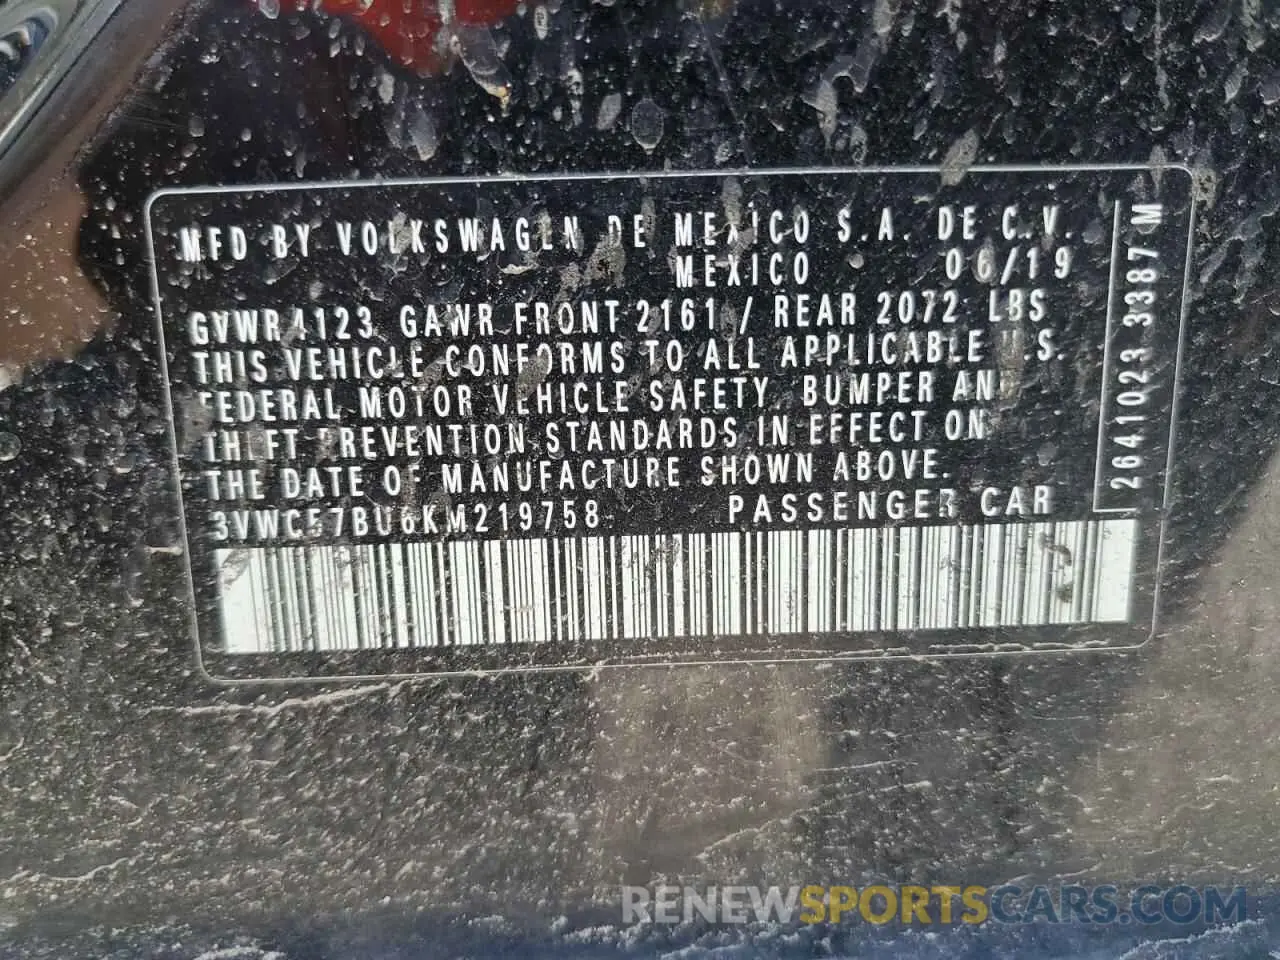 MFD BY VOLKSWAGEN DE MEXICO S.A. DE C.V.
MEXICO 06/19
GVWR 4123 GAWR FRONT 2161 / REAR 2072 LBS
THIS VEHICLE CONFORMS TO ALL APPLICABLE U.S.
FEDERAL MOTOR VEHICLE SAFETY, BUMPER AND
THEFT PREVENTION STANDARDS IN EFFECT ON
THE DATE OF MANUFACTURE SHOWN ABOVE.
3VWC57BU6KM219758 PASSENGER CAR
2641023 3387 M
RENEWSPORTSCARS.COM